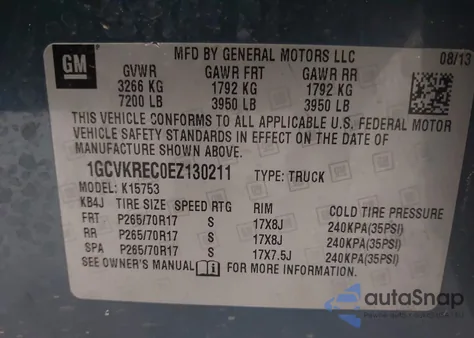 GM
MFD BY GENERAL MOTORS LLC 08/13
GVWR GAWR FRT GAWR RR
3266 KG 1792 KG 1792 KG
7200 LB 3950 LB 3950 LB
THIS VEHICLE CONFORMS TO ALL APPLICABLE U.S. FEDERAL MOTOR
VEHICLE SAFETY STANDARDS IN EFFECT ON THE DATE OF
MANUFACTURE SHOWN ABOVE.
1GCVKREC0EZ130211 TYPE: TRUCK
MODEL: K15753
KB4J TIRE SIZE SPEED RTG RIM COLD TIRE PRESSURE
FRT P265/70R17 S 17X8J 240KPA(35PSI)
RR P265/70R17 S 17X8J 240KPA(35PSI)
SPA P265/70R17 S 17X7.5J 240KPA(35PSI)
SEE OWNER'S MANUAL FOR MORE INFORMATION.
autoSnap